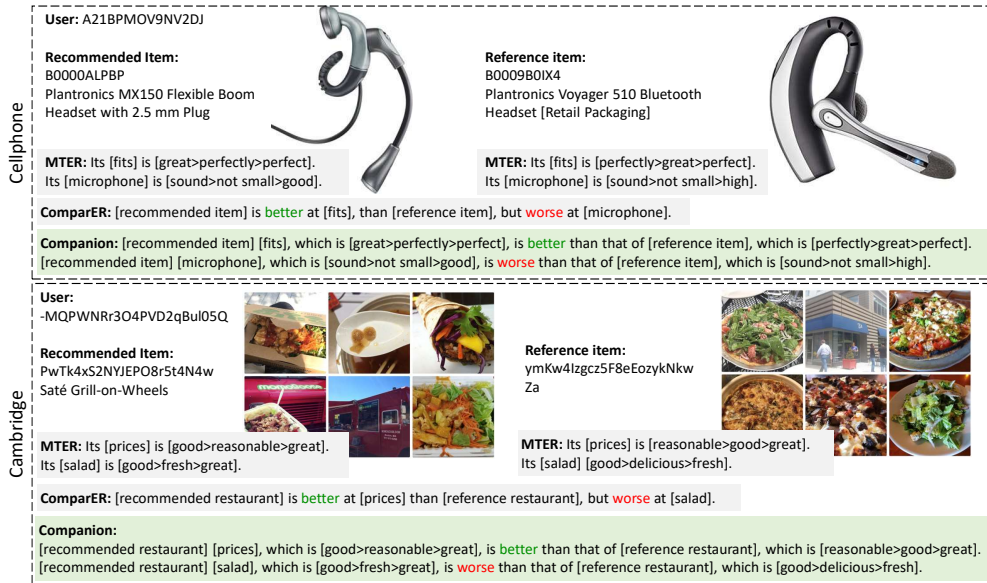 Cellphone
User: A21BPMOV9NV2DJ
Recommended Item:
B0000ALPBP
Plantronics MX150 Flexible Boom
Headset with 2.5 mm Plug
Reference item:
B0009B0IX4
Plantronics Voyager 510 Bluetooth
Headset [Retail Packaging]
MTER: Its [fits] is [great>perfectly>perfect].
Its [microphone] is [sound>not small>good].
MTER: Its [fits] is [perfectly>great>perfect].
Its [microphone] is [sound>not small>high].
ComparER: [recommended item] is better at [fits], than [reference item], but worse at [microphone].
Companion: [recommended item] [fits], which is [great>perfectly>perfect], is better than that of [reference item], which is [perfectly>great>perfect].
[recommended item] [microphone], which is [sound>not small>good], is worse than that of [reference item], which is [sound>not small>high].
Cambridge
User:
-MQPWNRr3O4PVD2qBul05Q
Recommended Item:
PwTk4xS2NYJEPO8r5t4N4w
Saté Grill-on-Wheels
Reference item:
ymKw4Izgcz5F8eEozykNkw
Za
MTER: Its [prices] is [good>reasonable>great].
Its [salad] is [good>fresh>great].
MTER: Its [prices] is [reasonable>good>great].
Its [salad] [good>delicious>fresh].
ComparER: [recommended restaurant] is better at [prices] than [reference restaurant], but worse at [salad].
Companion:
[recommended restaurant] [prices], which is [good>reasonable>great], is better than that of [reference restaurant], which is [reasonable>good>great].
[recommended restaurant] [salad], which is [good>fresh>great], is worse than that of [reference restaurant], which is [good>delicious>fresh].